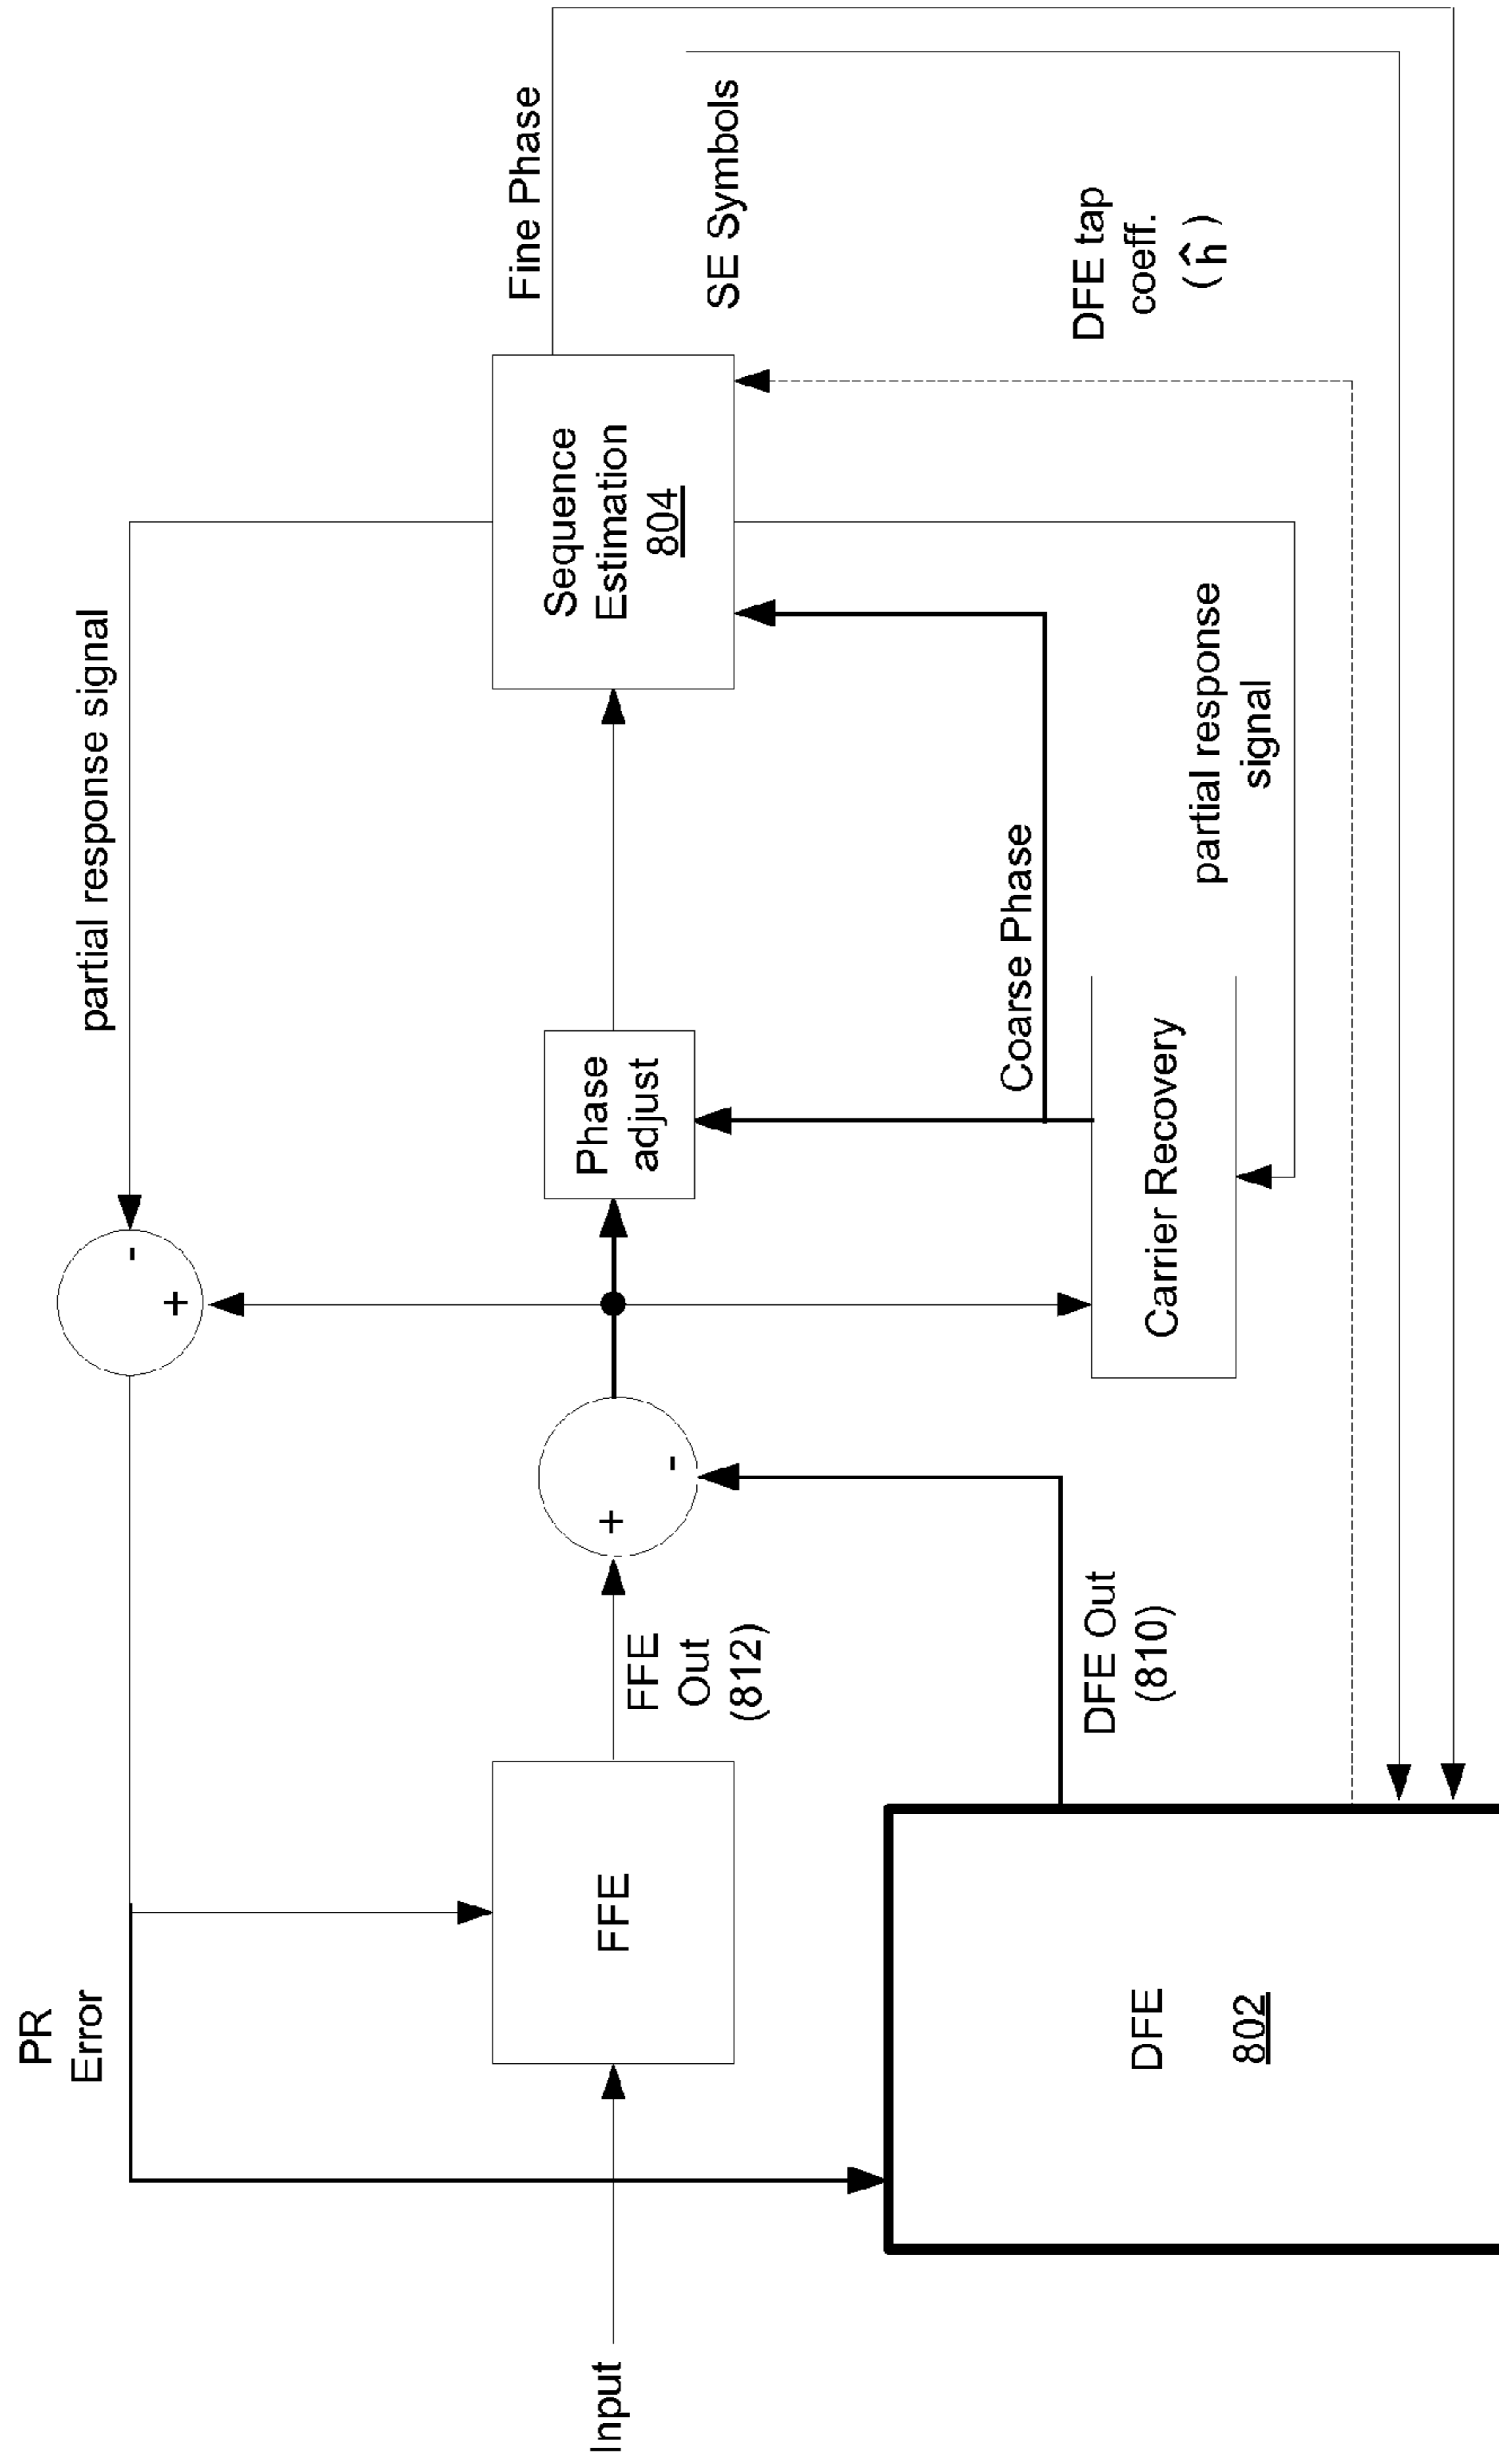 PR
Error
partial response signal
Input
FFE
FFE
Out
(812)
+
-
+
-
Phase
adjust
Sequence
Estimation
804
Fine Phase
SE Symbols
DFE
802
DFE Out
(810)
Carrier Recovery
Coarse Phase
partial response
signal
DFE tap
coeff.
( ĥ )